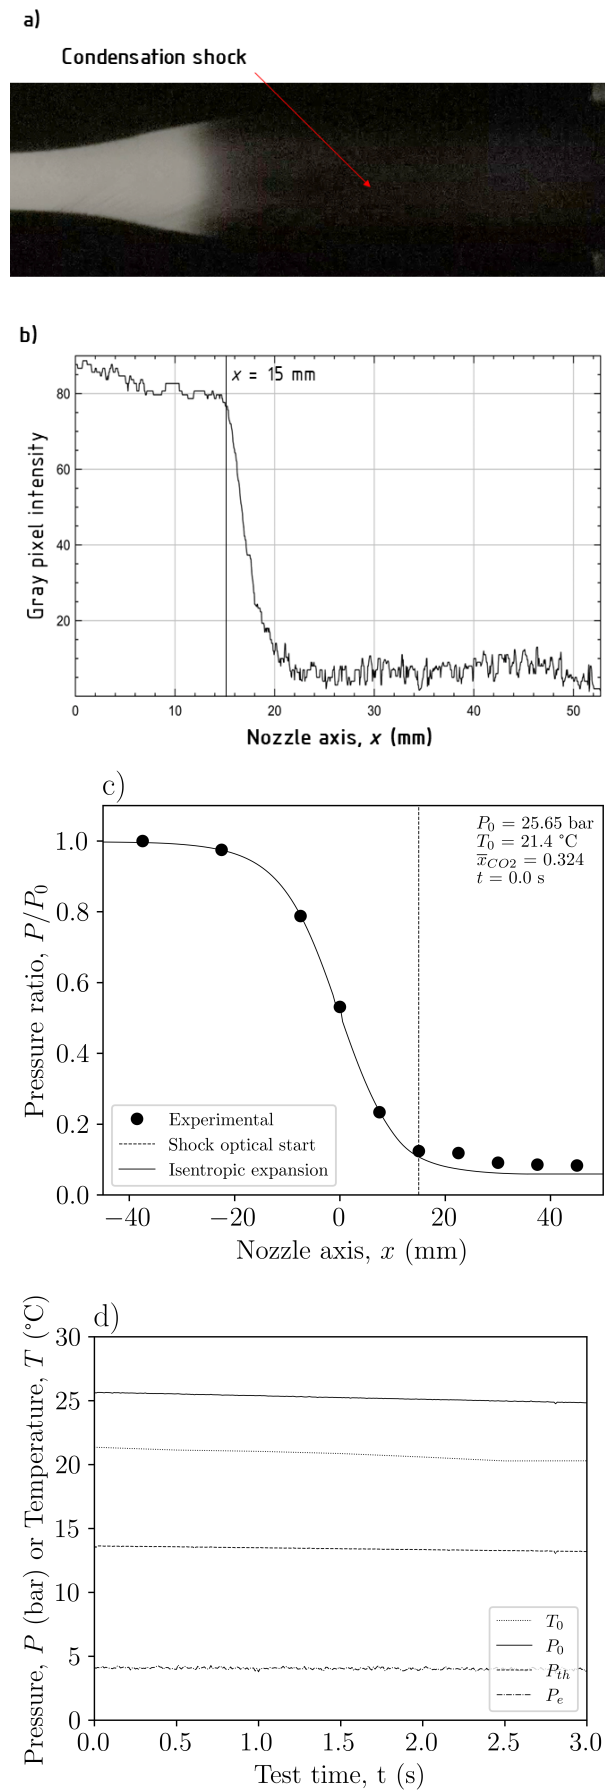 a)
Condensation shock
b)
x = 15 mm
Gray pixel intensity
80
60
40
20
0 10 20 30 40 50
Nozzle axis, x (mm)
c)
P₀ = 25.65 bar
T₀ = 21.4 °C
x̅_CO2 = 0.324
t = 0.0 s
Pressure ratio, P/P₀
1.0
0.8
0.6
0.4
0.2
0.0
Experimental
Shock optical start
Isentropic expansion
−40 −20 0 20 40
Nozzle axis, x (mm)
d)
Pressure, P (bar) or Temperature, T (°C)
30
25
20
15
10
5
0
T₀
P₀
P_th
P_e
0.0 0.5 1.0 1.5 2.0 2.5 3.0
Test time, t (s)